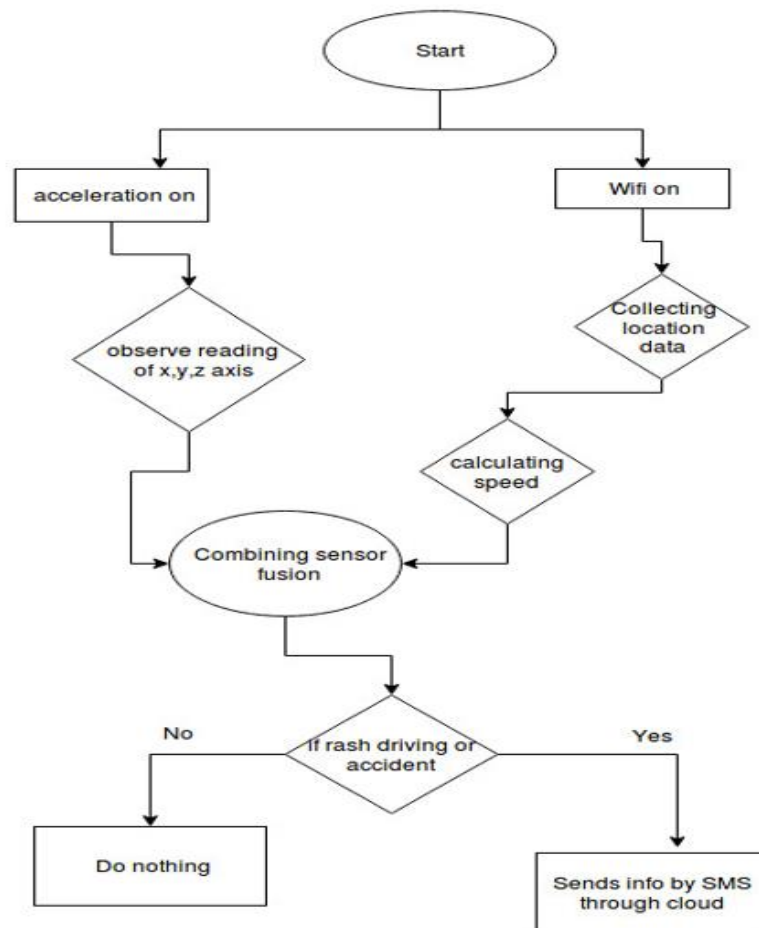 Start
acceleration on
Wifi on
Collecting
location
data
observe reading
of x,y,z axis
calculating
speed
Combining sensor
fusion
If rash driving or
accident
No
Yes
Do nothing
Sends info by SMS
through cloud